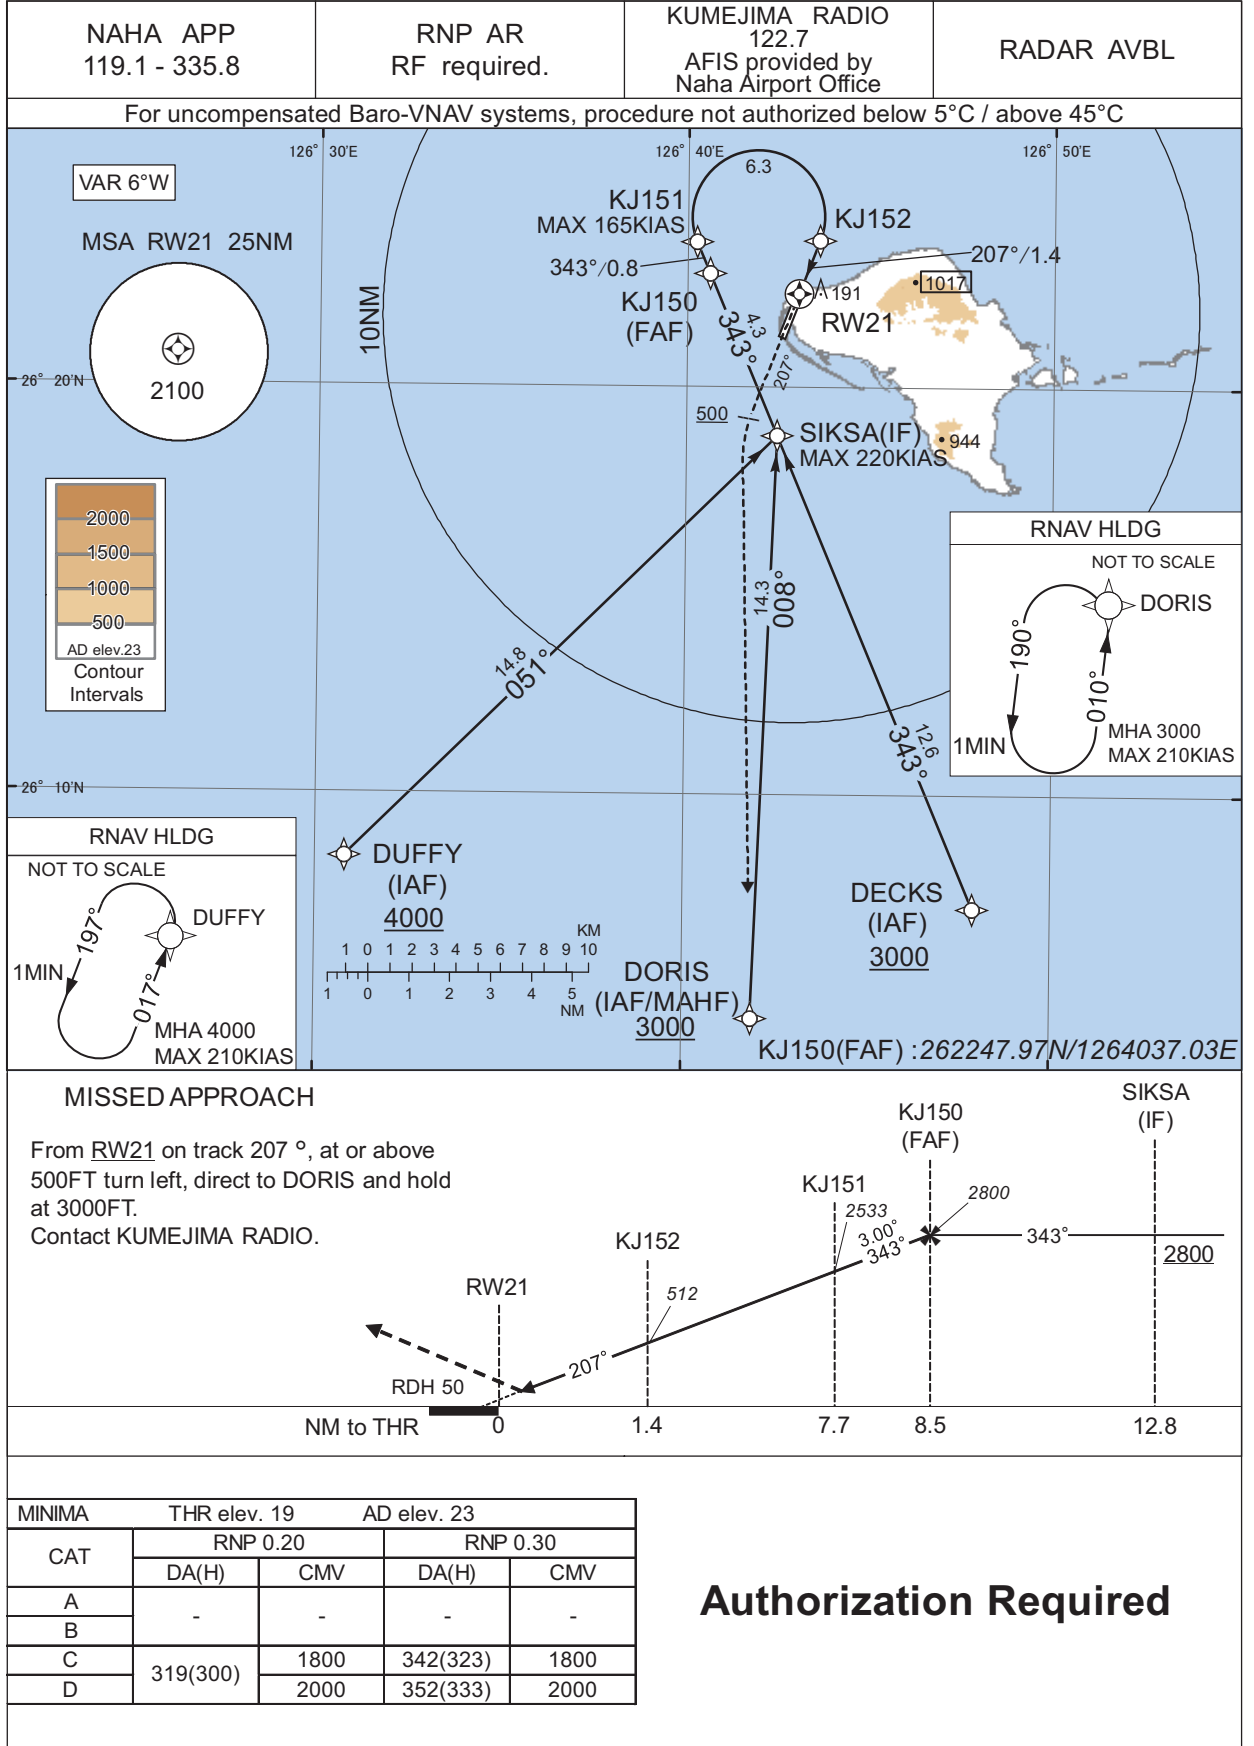 NAHA APP
119.1 - 335.8
RNP AR
RF required.
KUMEJIMA RADIO
122.7
AFIS provided by
Naha Airport Office
RADAR AVBL
For uncompensated Baro-VNAV systems, procedure not authorized below 5°C / above 45°C
126° 30'E
126° 40'E
126° 50'E
VAR 6°W
MSA RW21 25NM
2100
10NM
6.3
KJ151
MAX 165KIAS
KJ152
343°/0.8
207°/1.4
KJ150
(FAF)
191
1017
RW21
4.3
343°
207°
26° 20'N
500
SIKSA(IF)
MAX 220KIAS
944
2000
1500
1000
500
AD elev.23
Contour
Intervals
RNAV HLDG
NOT TO SCALE
DORIS
190°
010°
1MIN
MHA 3000
MAX 210KIAS
14.3
008°
14.8
051°
12.6
343°
26° 10'N
RNAV HLDG
NOT TO SCALE
DUFFY
197°
017°
1MIN
MHA 4000
MAX 210KIAS
DUFFY
(IAF)
4000
DECKS
(IAF)
3000
KM
1 0 1 2 3 4 5 6 7 8 9 10
1 0 1 2 3 4 5
NM
DORIS
(IAF/MAHF)
3000
KJ150(FAF) :262247.97N/1264037.03E
MISSED APPROACH
From RW21 on track 207 °, at or above
500FT turn left, direct to DORIS and hold
at 3000FT.
Contact KUMEJIMA RADIO.
SIKSA
(IF)
KJ150
(FAF)
KJ151
2800
2533
3.00°
343°
343°
2800
KJ152
512
RW21
207°
RDH 50
NM to THR 0 1.4 7.7 8.5 12.8
MINIMA THR elev. 19 AD elev. 23
CAT RNP 0.20 RNP 0.30
DA(H) CMV DA(H) CMV
A - - - -
B
C 319(300) 1800 342(323) 1800
D 2000 352(333) 2000
Authorization Required